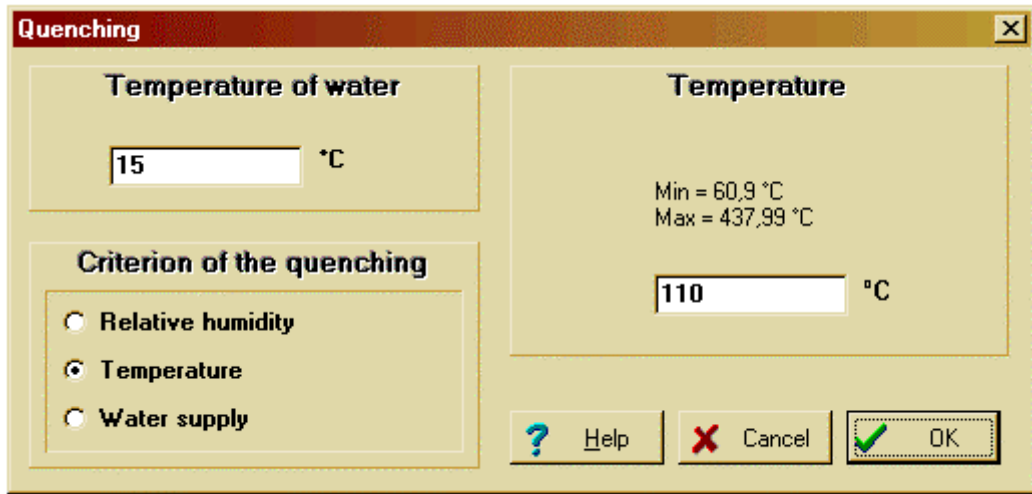 Quenching
Temperature of water
15 °C
Criterion of the quenching
Relative humidity
Temperature
Water supply
Temperature
Min = 60,9 °C
Max = 437,99 °C
110 °C
? Help
Cancel
OK